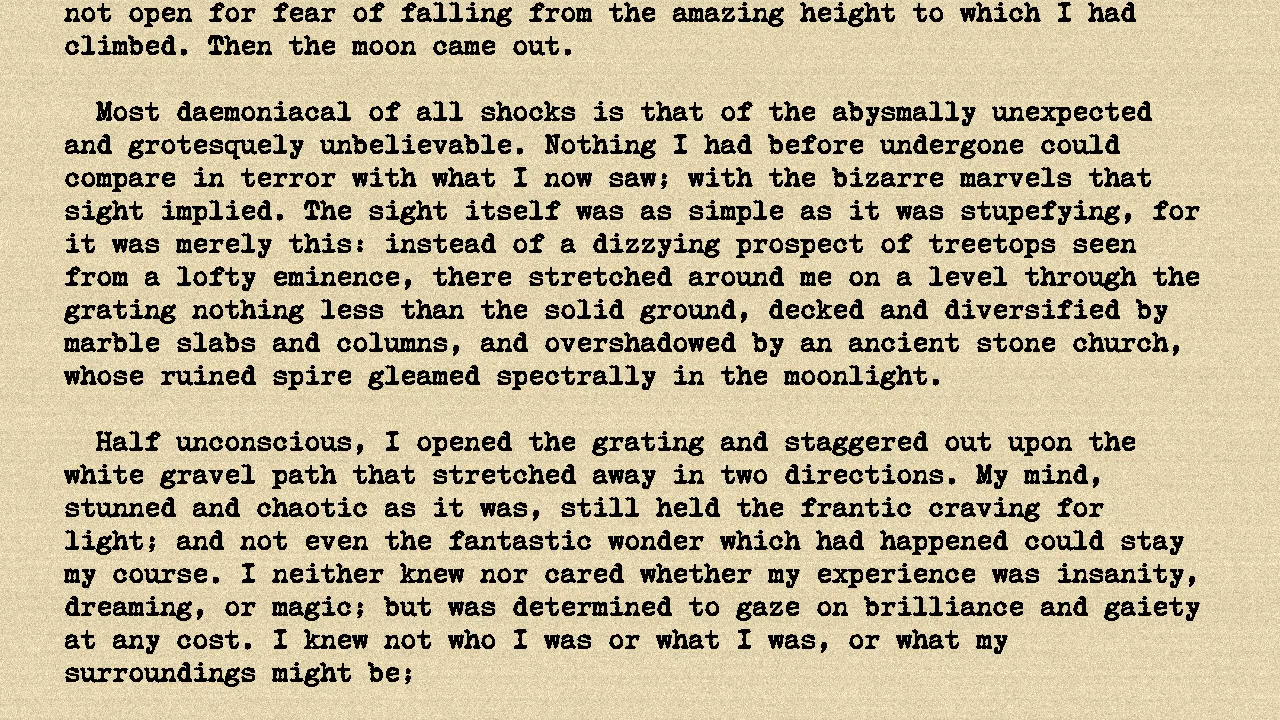 not open for fear of falling from the amazing height to which I had
climbed. Then the moon came out.
Most daemoniacal of all shocks is that of the abysmally unexpected
and grotesquely unbelievable. Nothing I had before undergone could
compare in terror with what I now saw; with the bizarre marvels that
sight implied. The sight itself was as simple as it was stupefying, for
it was merely this: instead of a dizzying prospect of treetops seen
from a lofty eminence, there stretched around me on a level through the
grating nothing less than the solid ground, decked and diversified by
marble slabs and columns, and overshadowed by an ancient stone church,
whose ruined spire gleamed spectrally in the moonlight.
Half unconscious, I opened the grating and staggered out upon the
white gravel path that stretched away in two directions. My mind,
stunned and chaotic as it was, still held the frantic craving for
light; and not even the fantastic wonder which had happened could stay
my course. I neither knew nor cared whether my experience was insanity,
dreaming, or magic; but was determined to gaze on brilliance and gaiety
at any cost. I knew not who I was or what I was, or what my
surroundings might be;